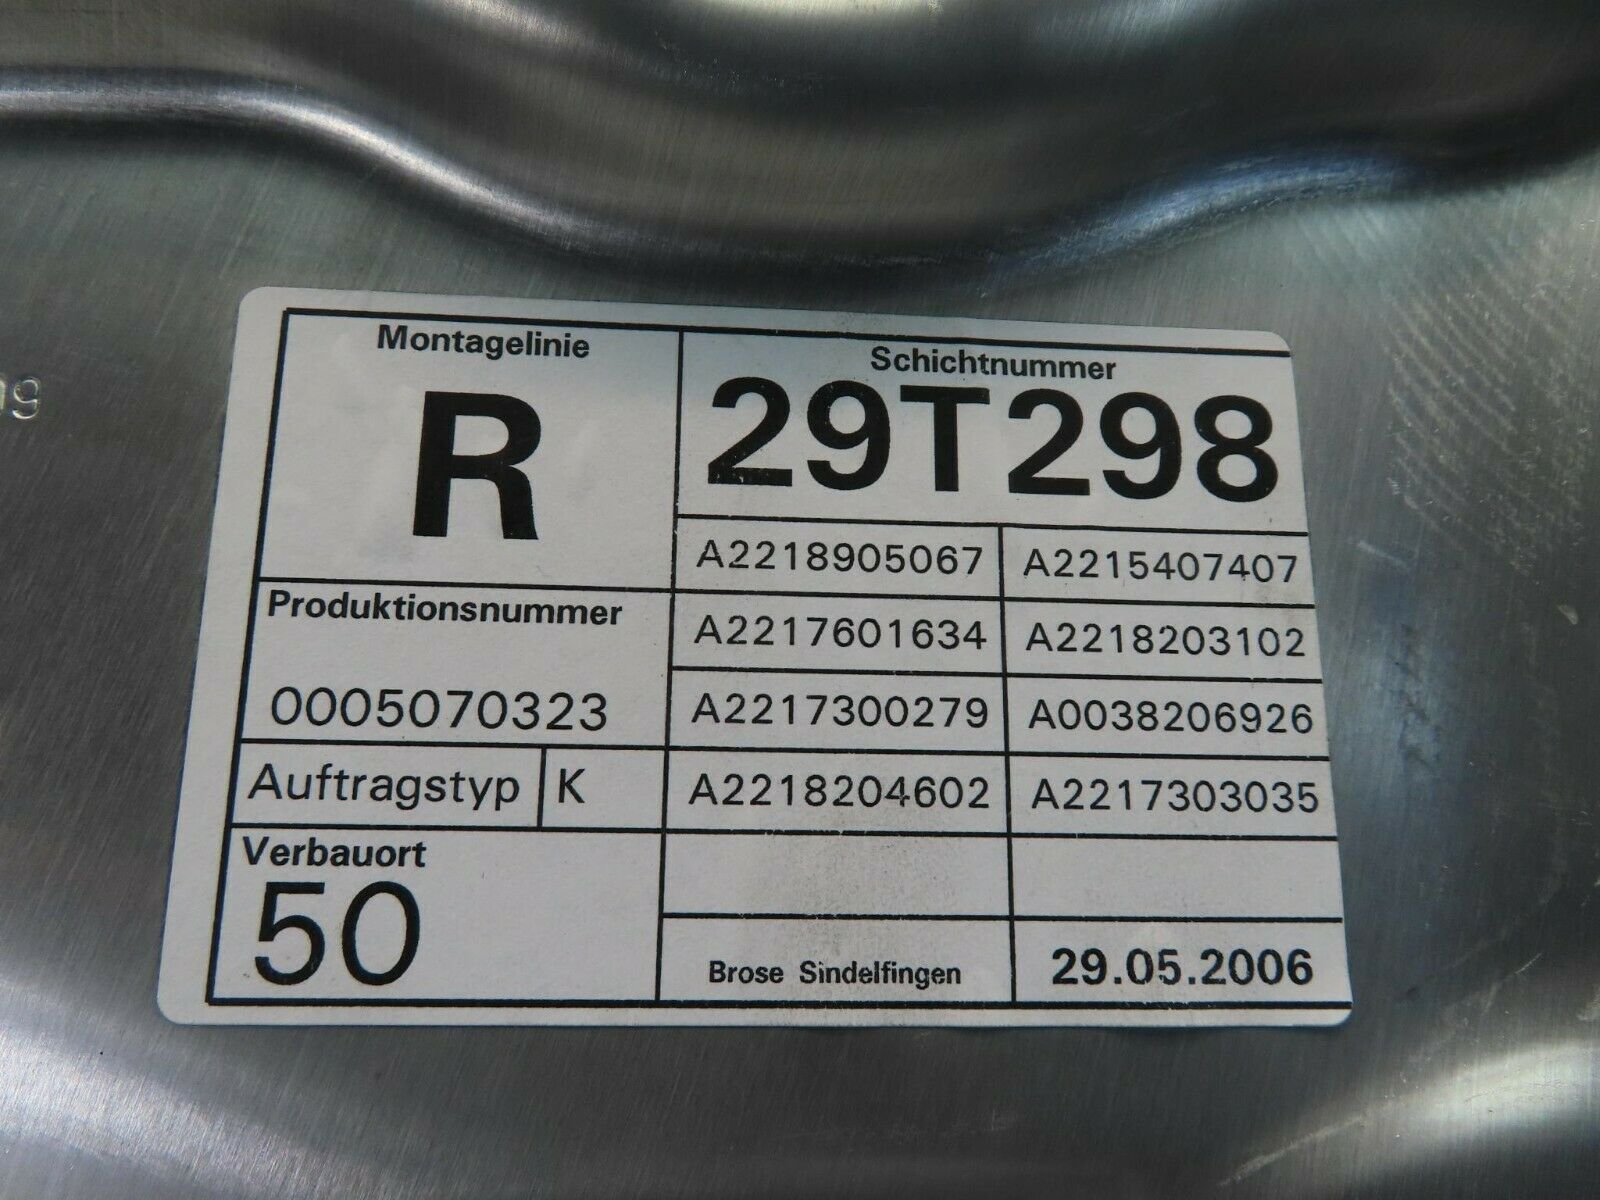 Montagelinie
R
Schichtnummer
29T298
A2218905067 A2215407407
A2217601634 A2218203102
A2217300279 A0038206926
A2218204602 A2217303035
Produktionsnummer
0005070323
Auftragstyp K
Verbauort
50
Brose Sindelfingen 29.05.2006